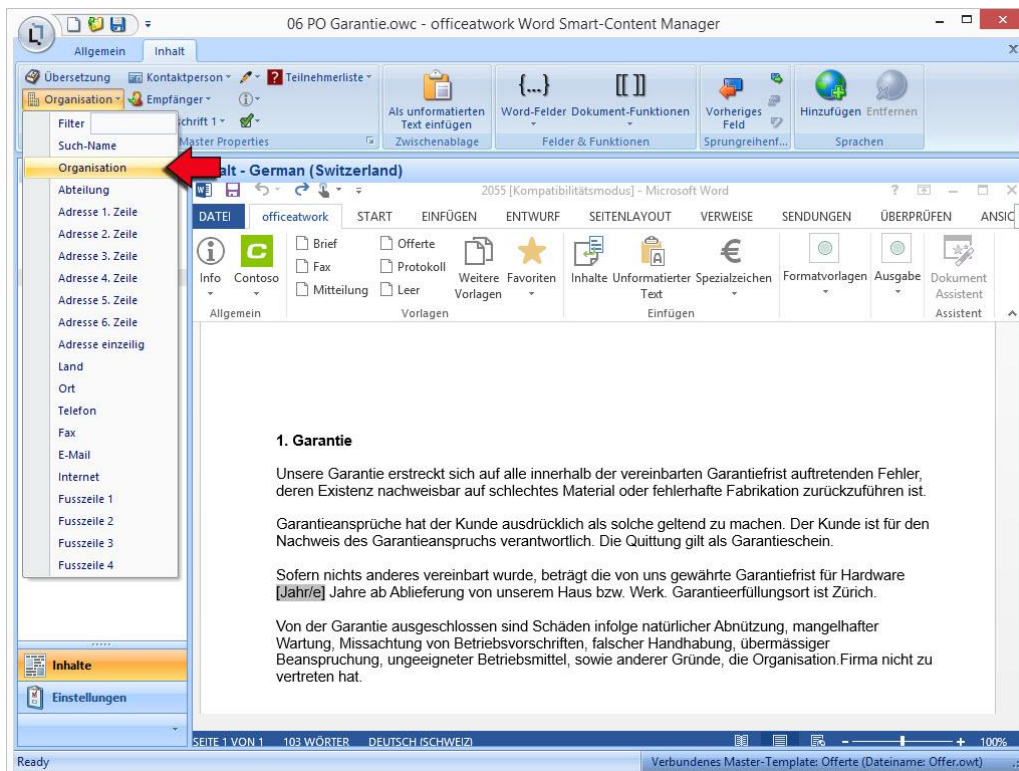 06 PO Garantie.owc - officeatwork Word Smart-Content Manager
Allgemein Inhalt
Übersetzung Kontaktperson Teilnehmerliste
Organisation Empfänger
chrift 1
Master Properties
Als unformatierten Text einfügen
Zwischenablage
{...} [[ ]]
Word-Felder Dokument-Funktionen
Felder & Funktionen
Vorheriges Feld
Sprungreihenf...
Hinzufügen Entfernen
Sprachen
Filter
Such-Name
Organisation
Abteilung
Adresse 1. Zeile
Adresse 2. Zeile
Adresse 3. Zeile
Adresse 4. Zeile
Adresse 5. Zeile
Adresse 6. Zeile
Adresse einzeilig
Land
Ort
Telefon
Fax
E-Mail
Internet
Fusszeile 1
Fusszeile 2
Fusszeile 3
Fusszeile 4
Inhalte
Einstellungen
alt - German (Switzerland)
2055 [Kompatibilitätsmodus] - Microsoft Word
DATEI officeatwork START EINFÜGEN ENTWURF SEITENLAYOUT VERWEISE SENDUNGEN ÜBERPRÜFEN ANSIC
Info Contoso
Allgemein
Brief Offerte
Fax Protokoll
Mitteilung Leer
Weitere Vorlagen Favoriten
Vorlagen
Inhalte Unformatierter Text Spezialzeichen
Einfügen
Formatvorlagen Ausgabe
Dokument Assistent
Assistent
1. Garantie
Unsere Garantie erstreckt sich auf alle innerhalb der vereinbarten Garantiefrist auftretenden Fehler,
deren Existenz nachweisbar auf schlechtes Material oder fehlerhafte Fabrikation zurückzuführen ist.
Garantieansprüche hat der Kunde ausdrücklich als solche geltend zu machen. Der Kunde ist für den
Nachweis des Garantieanspruchs verantwortlich. Die Quittung gilt als Garantieschein.
Sofern nichts anderes vereinbart wurde, beträgt die von uns gewährte Garantiefrist für Hardware
[Jahr/e] Jahre ab Ablieferung von unserem Haus bzw. Werk. Garantieerfüllungsort ist Zürich.
Von der Garantie ausgeschlossen sind Schäden infolge natürlicher Abnützung, mangelhafter
Wartung, Missachtung von Betriebsvorschriften, falscher Handhabung, übermässiger
Beanspruchung, ungeeigneter Betriebsmittel, sowie anderer Gründe, die Organisation.Firma nicht zu
vertreten hat.
SEITE 1 VON 1 103 WÖRTER DEUTSCH (SCHWEIZ) 100%
Ready Verbundenes Master-Template: Offerte (Dateiname: Offer.owt)